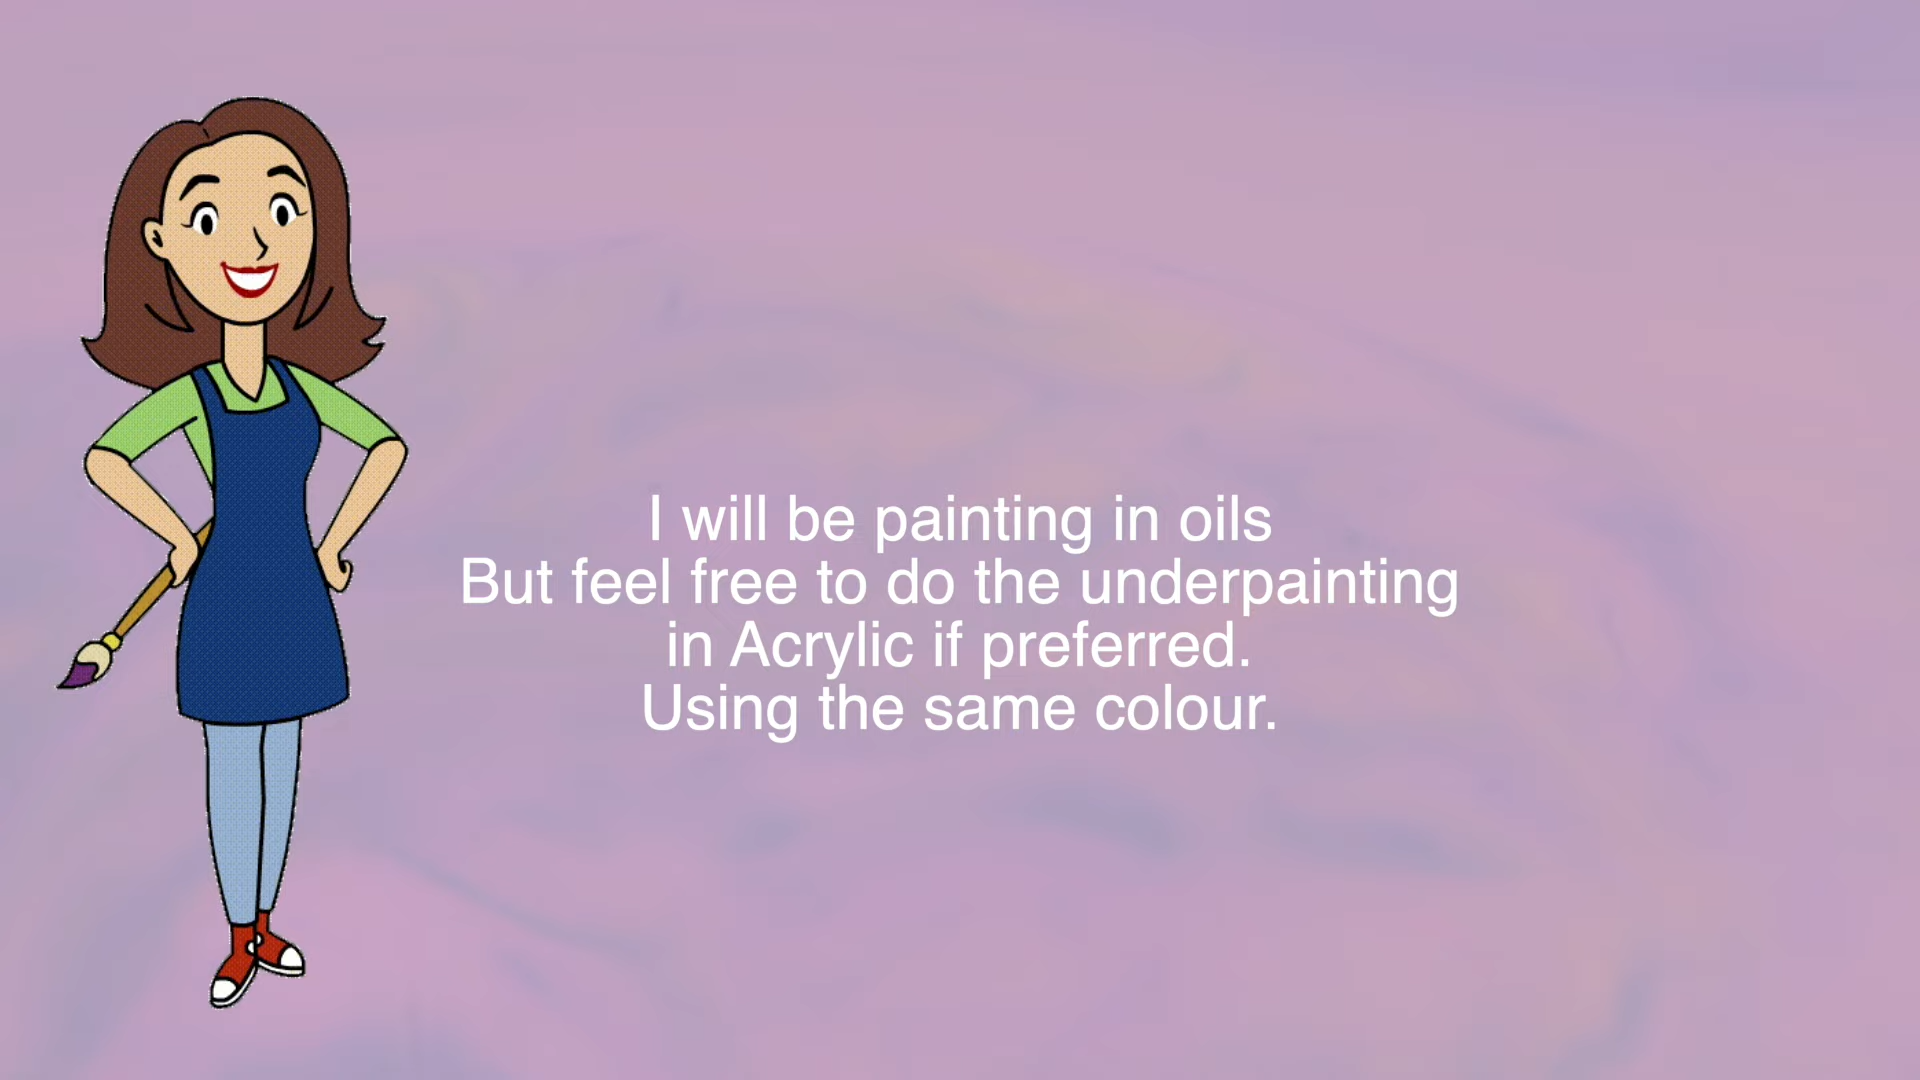 I will be painting in oils
But feel free to do the underpainting
in Acrylic if preferred.
Using the same colour.